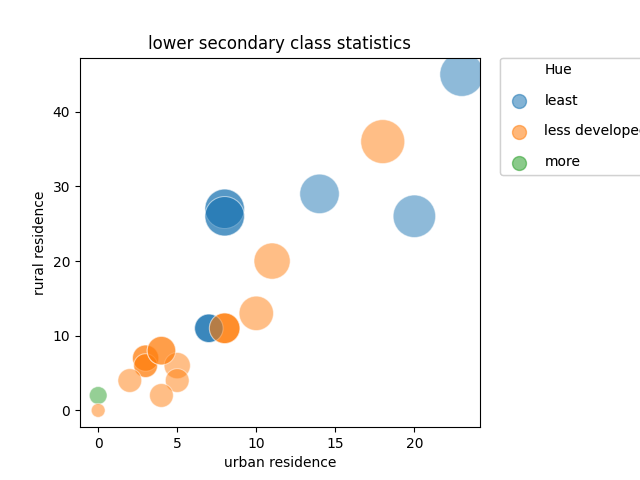 lower secondary class statistics
Hue
least
less developed
more
rural residence
40
30
20
10
0
0 5 10 15 20
urban residence